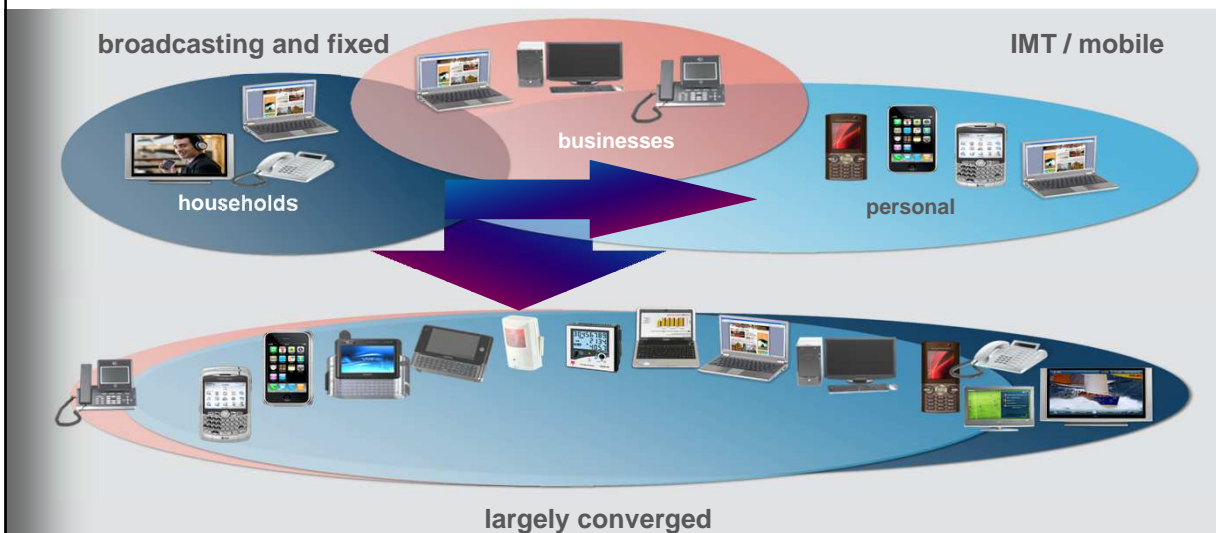 broadcasting and fixed
IMT / mobile
businesses
households
personal
largely converged